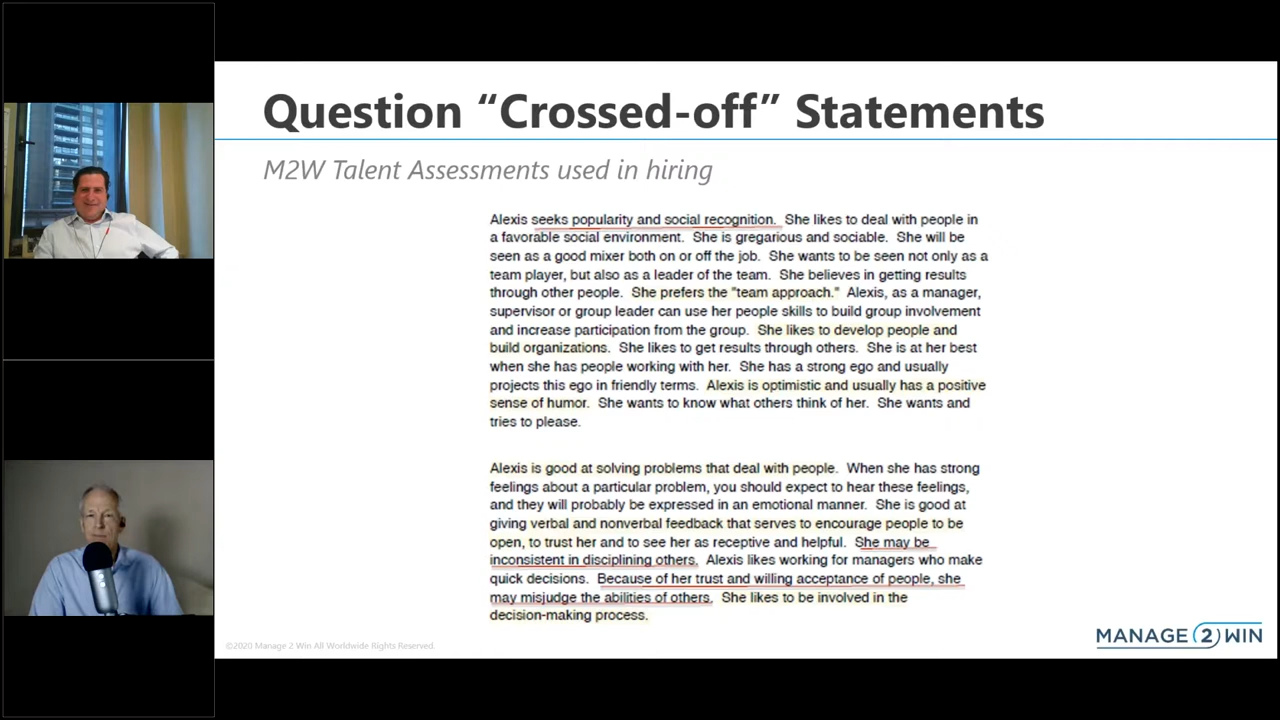 Question “Crossed-off” Statements
M2W Talent Assessments used in hiring
Alexis seeks popularity and social recognition. She likes to deal with people in
a favorable social environment. She is gregarious and sociable. She will be
seen as a good mixer both on or off the job. She wants to be seen not only as a
team player, but also as a leader of the team. She believes in getting results
through other people. She prefers the "team approach." Alexis, as a manager,
supervisor or group leader can use her people skills to build group involvement
and increase participation from the group. She likes to develop people and
build organizations. She likes to get results through others. She is at her best
when she has people working with her. She has a strong ego and usually
projects this ego in friendly terms. Alexis is optimistic and usually has a positive
sense of humor. She wants to know what others think of her. She wants and
tries to please.
Alexis is good at solving problems that deal with people. When she has strong
feelings about a particular problem, you should expect to hear these feelings,
and they will probably be expressed in an emotional manner. She is good at
giving verbal and nonverbal feedback that serves to encourage people to be
open, to trust her and to see her as receptive and helpful. She may be
inconsistent in disciplining others. Alexis likes working for managers who make
quick decisions. Because of her trust and willing acceptance of people, she
may misjudge the abilities of others. She likes to be involved in the
decision-making process.
©2020 Manage 2 Win All Worldwide Rights Reserved.
MANAGE 2 WIN